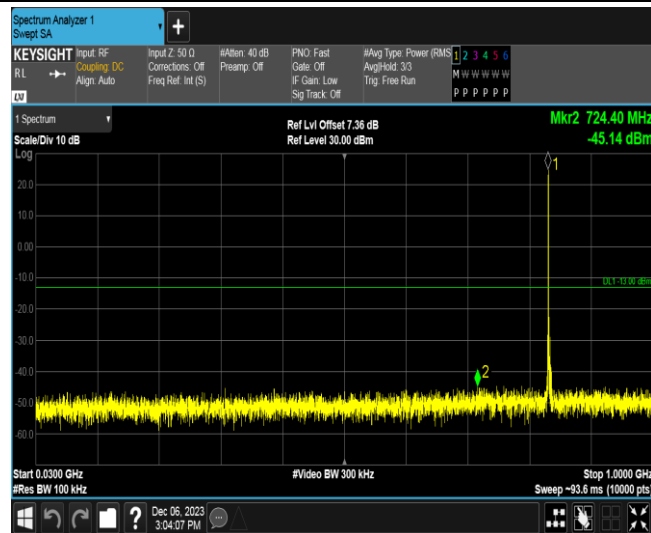 Spectrum Analyzer 1
Swept SA
+
KEYSIGHT
RL
Input: RF
Coupling: DC
Align: Auto
Input Z: 50 Ω
Corrections: Off
Freq Ref: Int (S)
#Atten: 40 dB
Preamp: Off
PNO: Fast
Gate: Off
IF Gain: Low
Sig Track: Off
#Avg Type: Power (RMS
Avg|Hold: 3/3
Trig: Free Run
1 2 3 4 5 6
M W W W W W
P P P P P P
LXI
1 Spectrum
Scale/Div 10 dB
Ref Lvl Offset 7.36 dB
Ref Level 30.00 dBm
Mkr2 724.40 MHz
-45.14 dBm
Log
1
20.0
10.0
0.00
-10.0
DL1 -13.00 dBm
-20.0
-30.0
-40.0
2
-50.0
-60.0
Start 0.0300 GHz
#Video BW 300 kHz
Stop 1.0000 GHz
#Res BW 100 kHz
Sweep ~93.6 ms (10000 pts)
?
Dec 06, 2023
3:04:07 PM